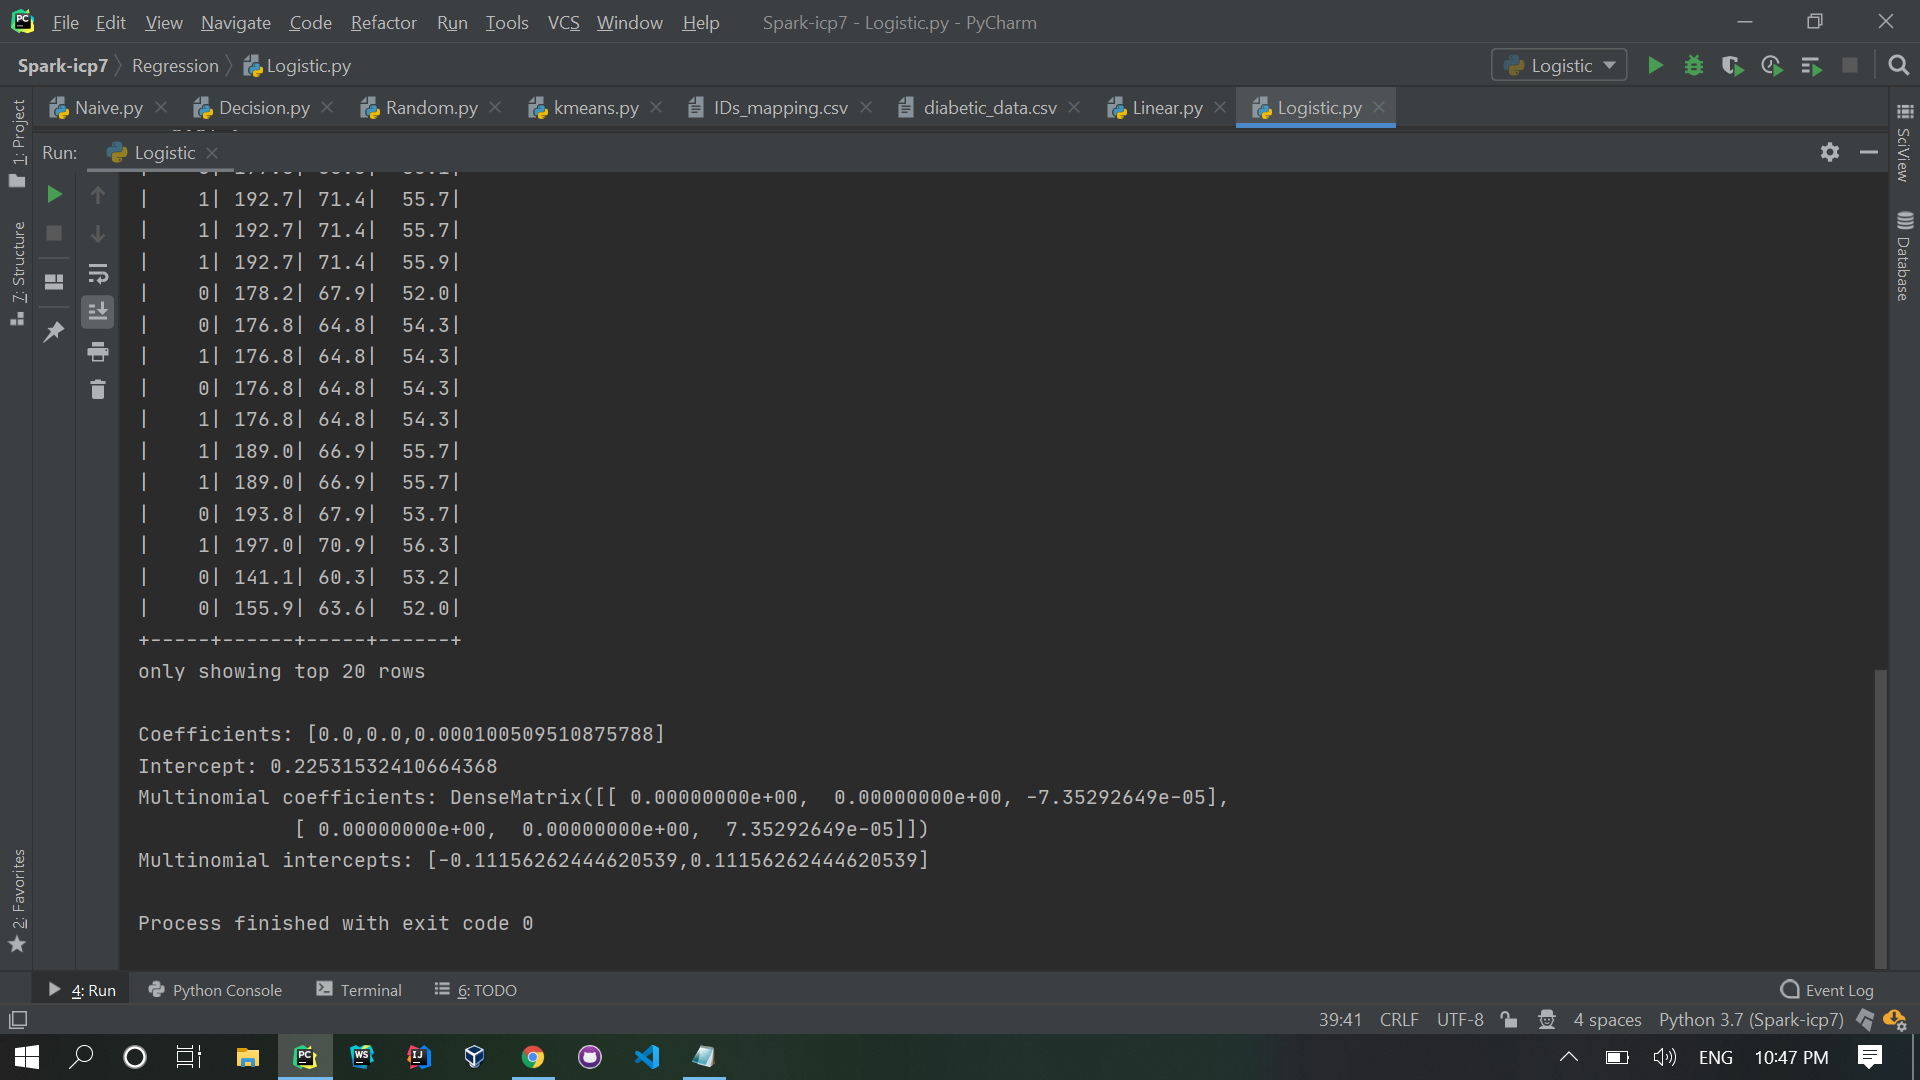 File Edit View Navigate Code Refactor Run Tools VCS Window Help Spark-icp7 - Logistic.py - PyCharm
Spark-icp7 Regression Logistic.py Logistic
Naive.py Decision.py Random.py kmeans.py IDs_mapping.csv diabetic_data.csv Linear.py Logistic.py
Run: Logistic
1: Project
7: Structure
2: Favorites
SciView
Database
| 1| 192.7| 71.4| 55.7|
| 1| 192.7| 71.4| 55.7|
| 1| 192.7| 71.4| 55.9|
| 0| 178.2| 67.9| 52.0|
| 0| 176.8| 64.8| 54.3|
| 1| 176.8| 64.8| 54.3|
| 0| 176.8| 64.8| 54.3|
| 1| 176.8| 64.8| 54.3|
| 1| 189.0| 66.9| 55.7|
| 1| 189.0| 66.9| 55.7|
| 0| 193.8| 67.9| 53.7|
| 1| 197.0| 70.9| 56.3|
| 0| 141.1| 60.3| 53.2|
| 0| 155.9| 63.6| 52.0|
+-----+------+-----+------+
only showing top 20 rows
Coefficients: [0.0,0.0,0.000100509510875788]
Intercept: 0.22531532410664368
Multinomial coefficients: DenseMatrix([[ 0.00000000e+00, 0.00000000e+00, -7.35292649e-05],
[ 0.00000000e+00, 0.00000000e+00, 7.35292649e-05]])
Multinomial intercepts: [-0.11156262444620539,0.11156262444620539]
Process finished with exit code 0
4: Run Python Console Terminal 6: TODO Event Log
39:41 CRLF UTF-8 4 spaces Python 3.7 (Spark-icp7)
ENG 10:47 PM